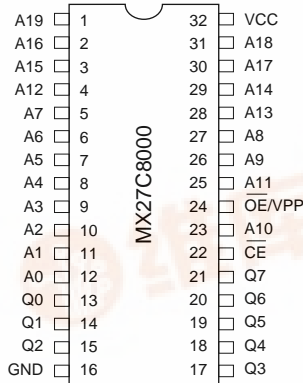 A19 1 32 VCC
A16 2 31 A18
A15 3 30 A17
A12 4 29 A14
A7 5 28 A13
A6 6 27 A8
A5 7 26 A9
A4 8 25 A11
A3 9 24 O̅E̅/VPP
A2 10 23 A10
A1 11 22 C̅E̅
A0 12 21 Q7
Q0 13 20 Q6
Q1 14 19 Q5
Q2 15 18 Q4
GND 16 17 Q3
MX27C8000